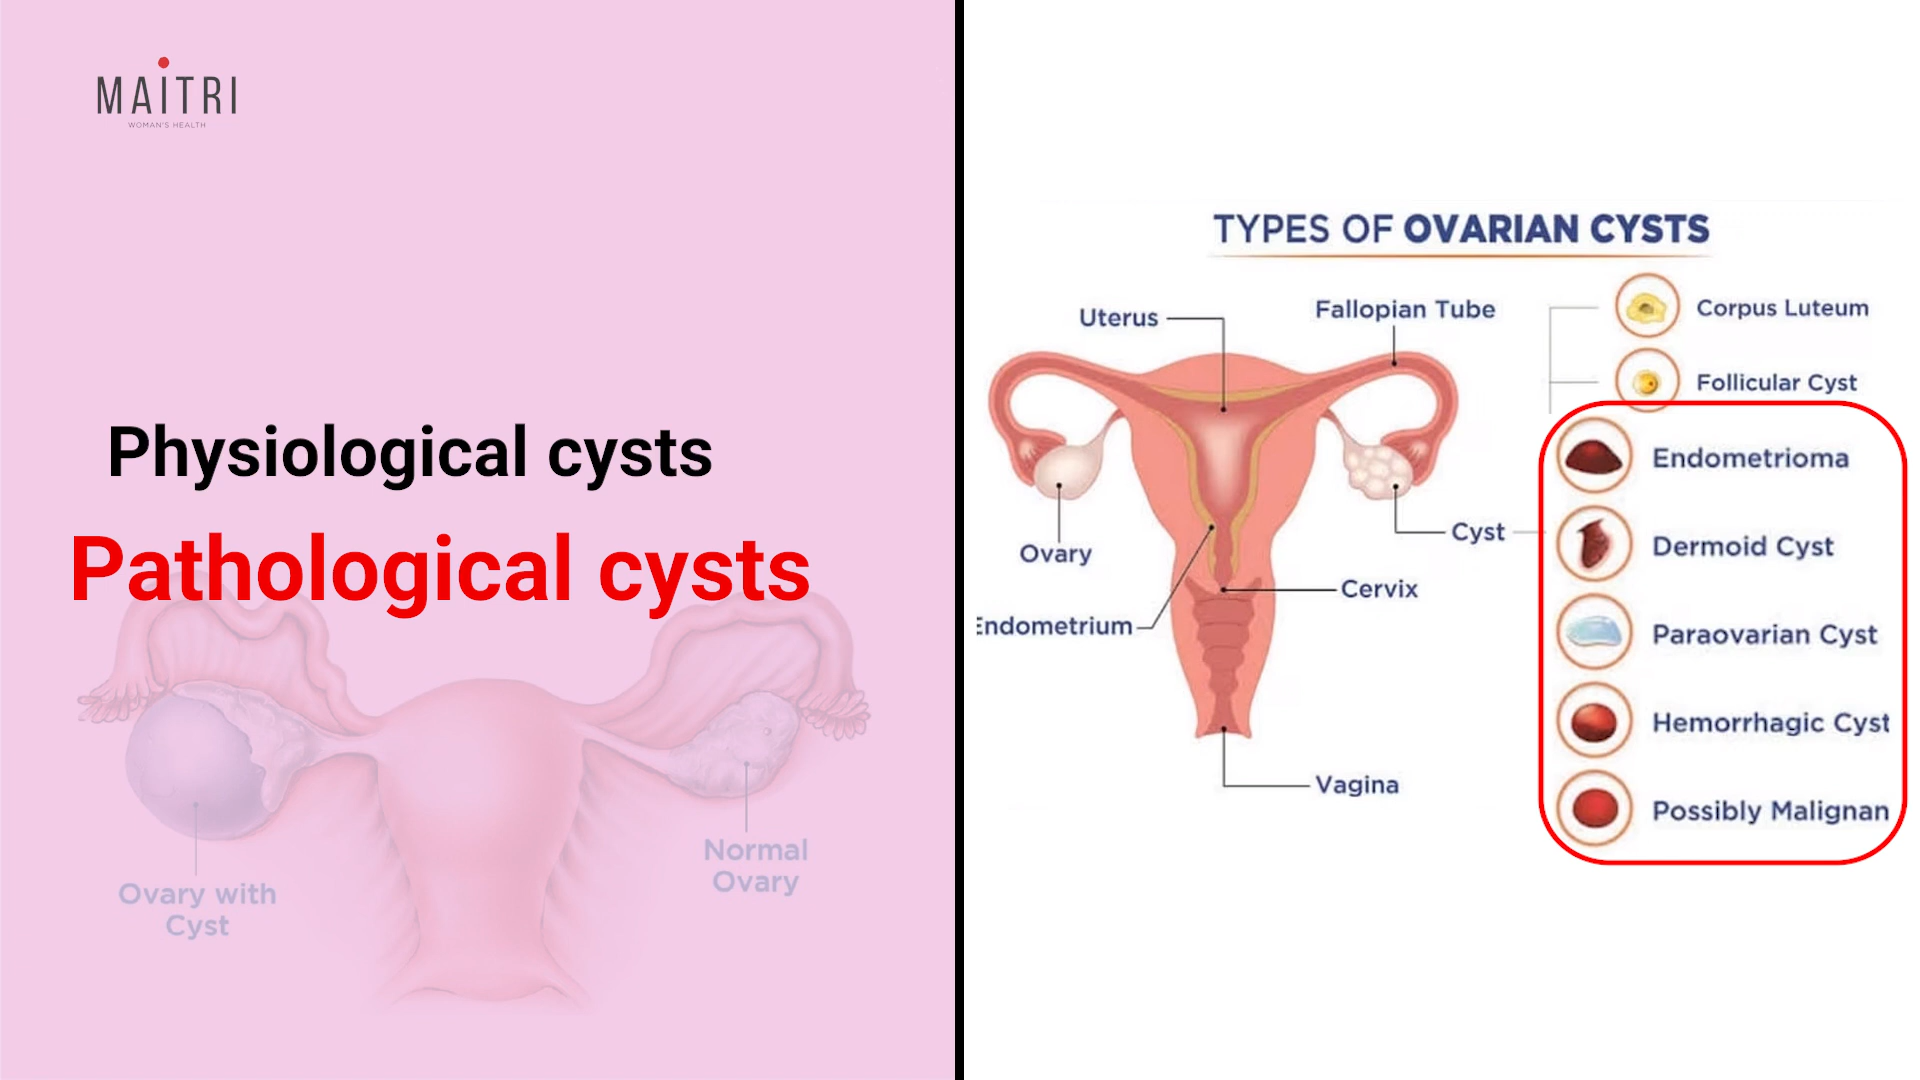 MAITRI
WOMAN'S HEALTH
Physiological cysts
Pathological cysts
Ovary with
Cyst
Normal
Ovary
TYPES OF OVARIAN CYSTS
Uterus
Fallopian Tube
Ovary
Endometrium
Cyst
Cervix
Vagina
Corpus Luteum
Follicular Cyst
Endometrioma
Dermoid Cyst
Paraovarian Cyst
Hemorrhagic Cyst
Possibly Malignan